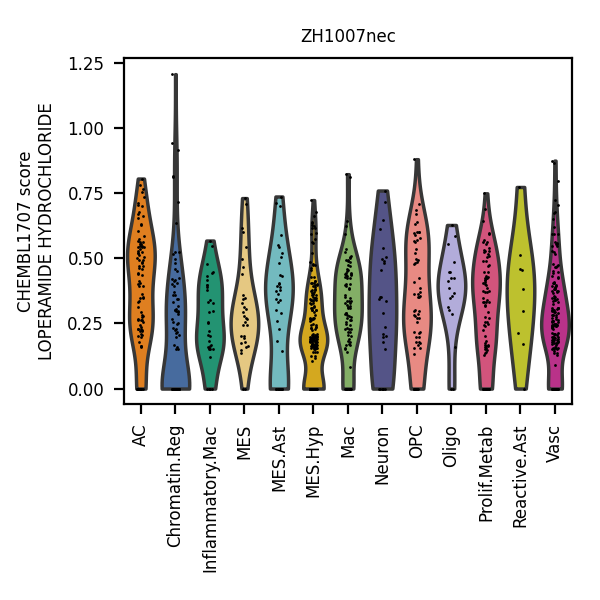 ZH1007nec
CHEMBL1707 score
LOPERAMIDE HYDROCHLORIDE
1.25
1.00
0.75
0.50
0.25
0.00
AC
Chromatin.Reg
Inflammatory.Mac
MES
MES.Ast
MES.Hyp
Mac
Neuron
OPC
Oligo
Prolif.Metab
Reactive.Ast
Vasc